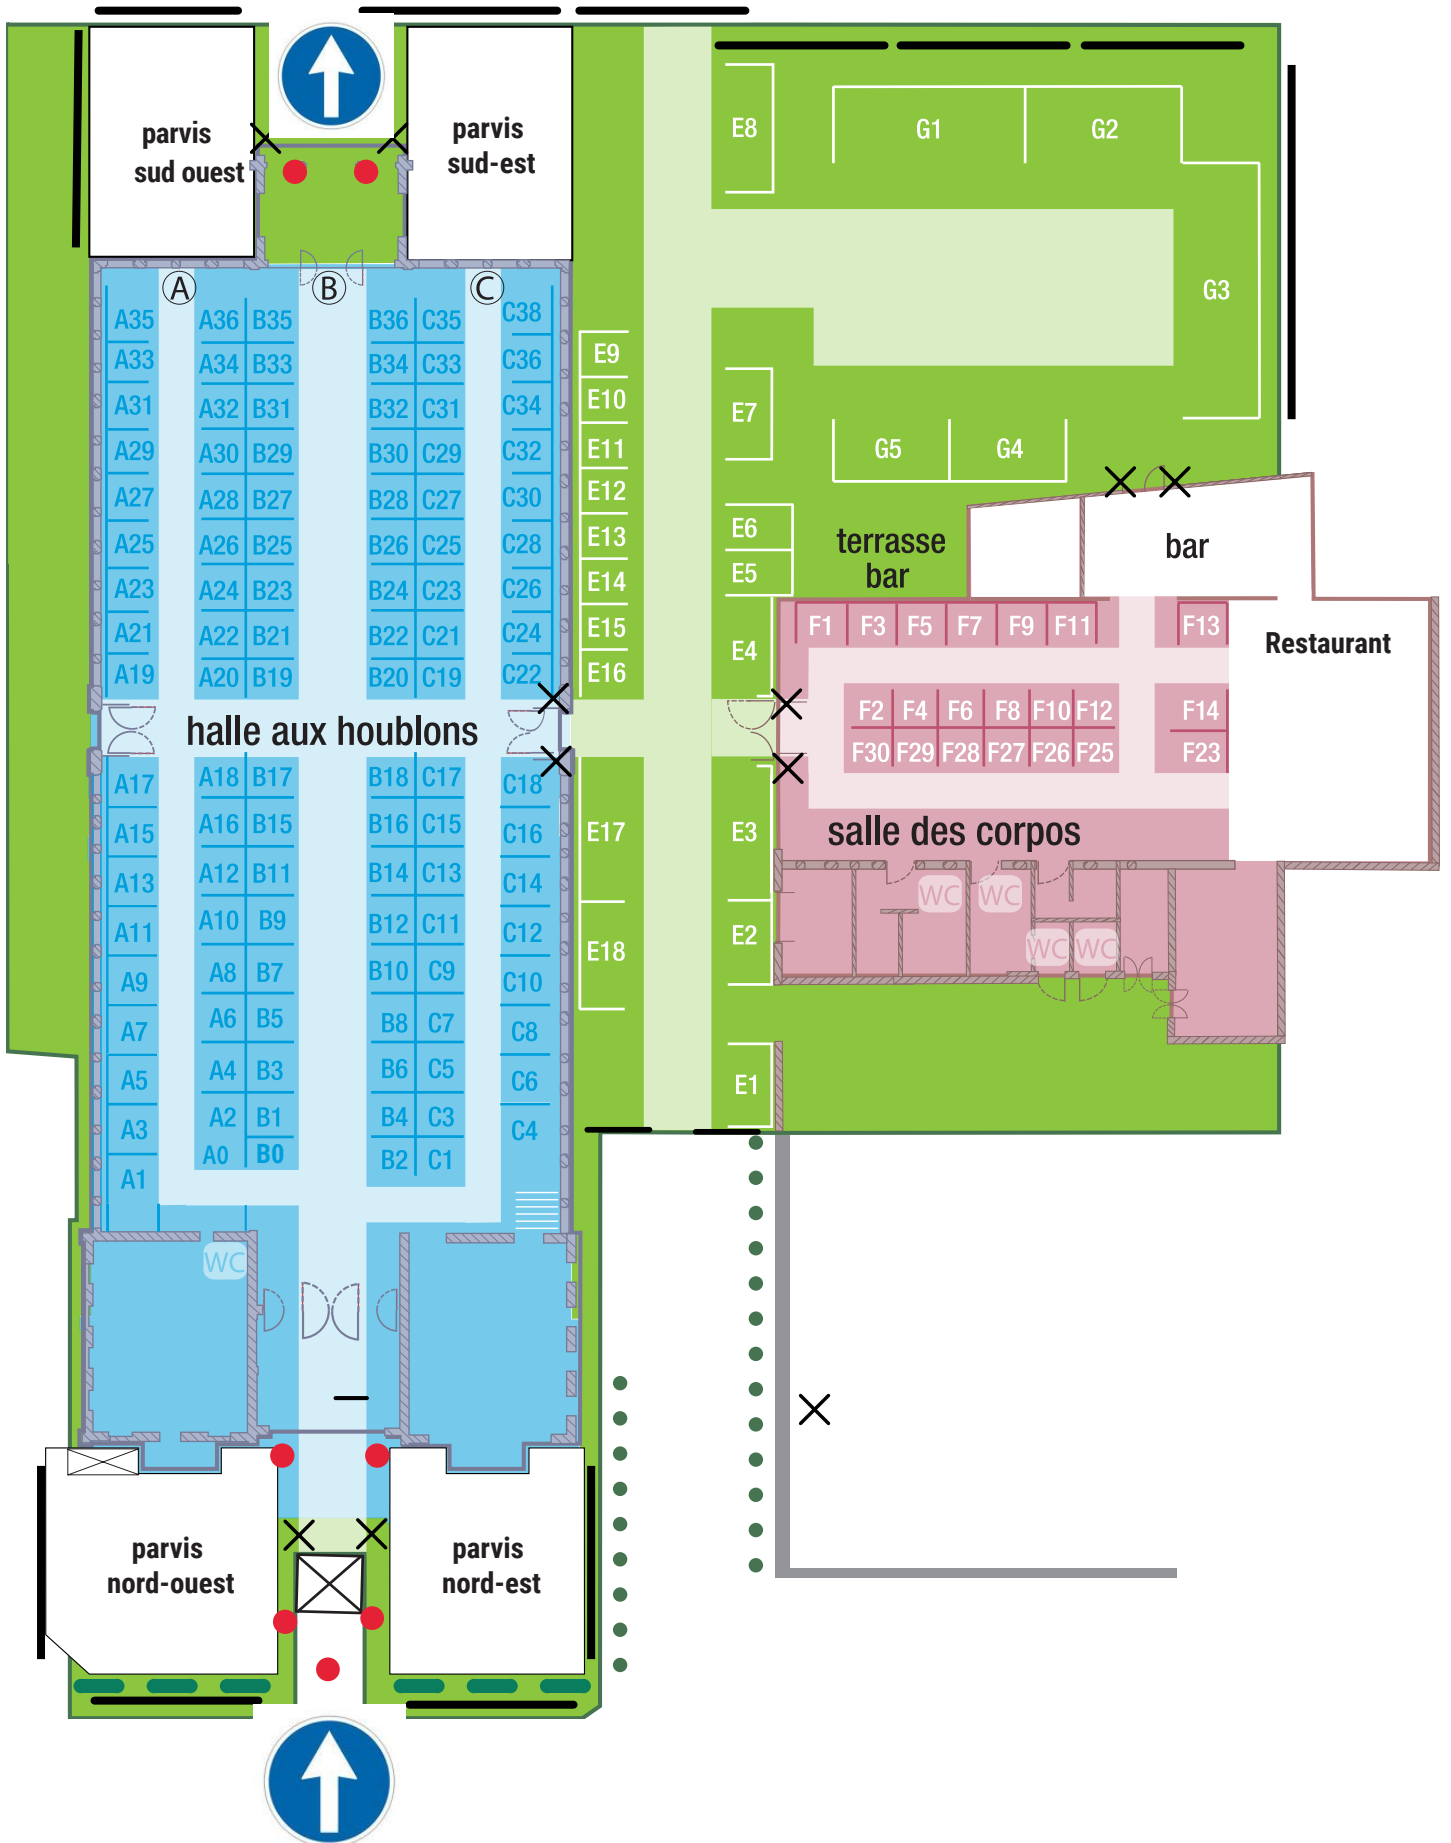 parvis
sud ouest
parvis
sud-est
E8
G1
G2
G3
A
B
C
A35
A36
B35
B36
C35
C38
A33
A34
B33
B34
C33
C36
A31
A32
B31
B32
C31
C34
A29
A30
B29
B30
C29
C32
A27
A28
B27
B28
C27
C30
A25
A26
B25
B26
C25
C28
A23
A24
B23
B24
C23
C26
A21
A22
B21
B22
C21
C24
A19
A20
B19
B20
C19
C22
E9
E10
E11
E12
E13
E14
E15
E16
E7
G5
G4
E6
E5
E4
terrasse
bar
bar
F1
F3
F5
F7
F9
F11
F13
Restaurant
F2
F4
F6
F8
F10
F12
F14
F30
F29
F28
F27
F26
F25
F23
halle aux houblons
salle des corpos
A17
A18
B17
B18
C17
C18
A15
A16
B15
B16
C15
C16
A13
A12
B11
B14
C13
C14
A11
A10
B9
B12
C11
C12
A9
A8
B7
B10
C9
C10
A7
A6
B5
B8
C7
C8
A5
A4
B3
B6
C5
C6
A3
A2
B1
B4
C3
C4
A1
A0
B0
B2
C1
E17
E3
E18
E2
E1
WC
WC
WC
WC
WC
parvis
nord-ouest
parvis
nord-est